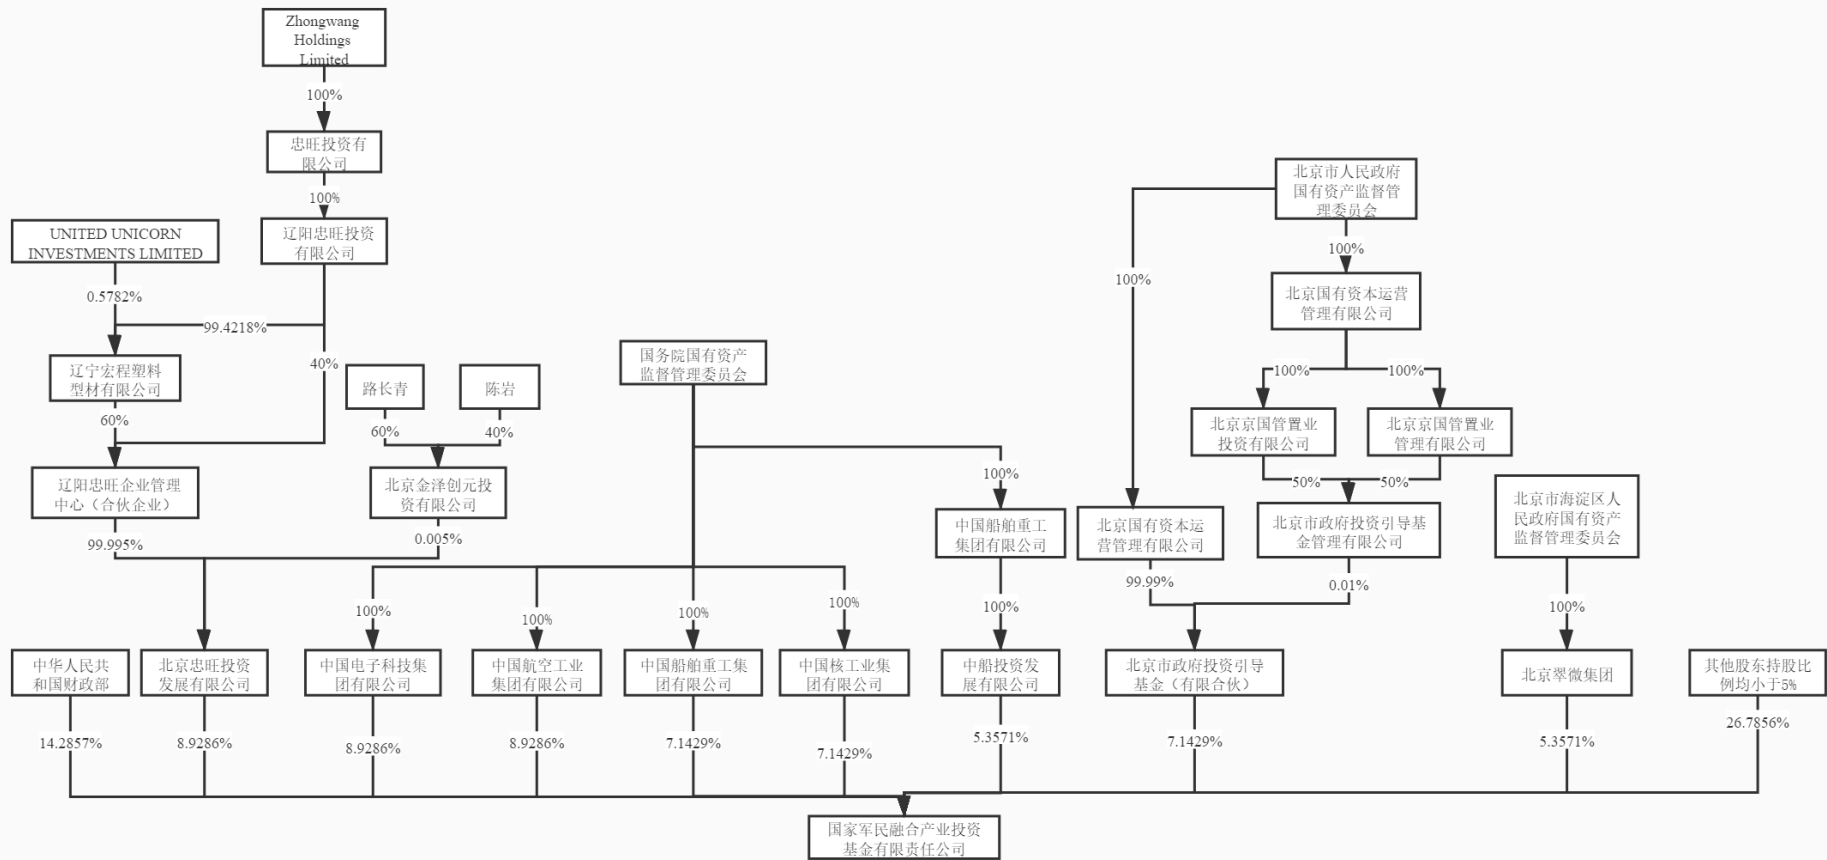 Zhongwang
Holdings
Limited
100%
忠旺投资有
限公司
100%
UNITED UNICORN
INVESTMENTS LIMITED
辽阳忠旺投资
有限公司
0.5782%
99.4218%
40%
辽宁宏程塑料
型材有限公司
60%
路长青
陈岩
60%
40%
辽阳忠旺企业管理
中心（合伙企业）
北京金泽创元投
资有限公司
99.995%
0.005%
国务院国有资产
监督管理委员会
100%
中国船舶重工
集团有限公司
100%
100%
100%
100%
100%
北京市人民政府
国有资产监督管
理委员会
100%
100%
北京国有资本运营
管理有限公司
100%
100%
北京京国管置业
投资有限公司
北京京国管置业
管理有限公司
50%
50%
北京国有资本运
营管理有限公司
北京市政府投资引导基
金管理有限公司
99.99%
0.01%
北京市海淀区人
民政府国有资产
监督管理委员会
100%
中华人民共
和国财政部
北京忠旺投资
发展有限公司
中国电子科技集
团有限公司
中国航空工业
集团有限公司
中国船舶重工集
团有限公司
中国核工业集
团有限公司
中船投资发
展有限公司
北京市政府投资引导
基金（有限合伙）
北京翠微集团
其他股东持股比
例均小于5%
14.2857%
8.9286%
8.9286%
8.9286%
7.1429%
7.1429%
5.3571%
7.1429%
5.3571%
26.7856%
国家军民融合产业投资
基金有限责任公司